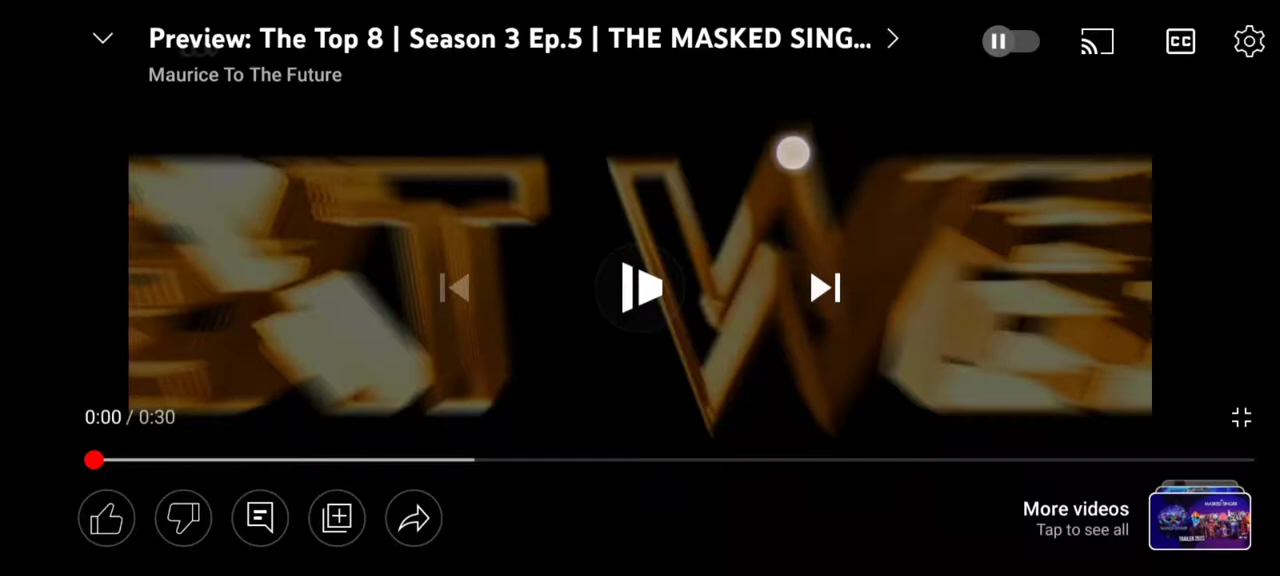 Preview: The Top 8 | Season 3 Ep.5 | THE MASKED SING...
Maurice To The Future
CC
0:00 / 0:30
More videos
Tap to see all